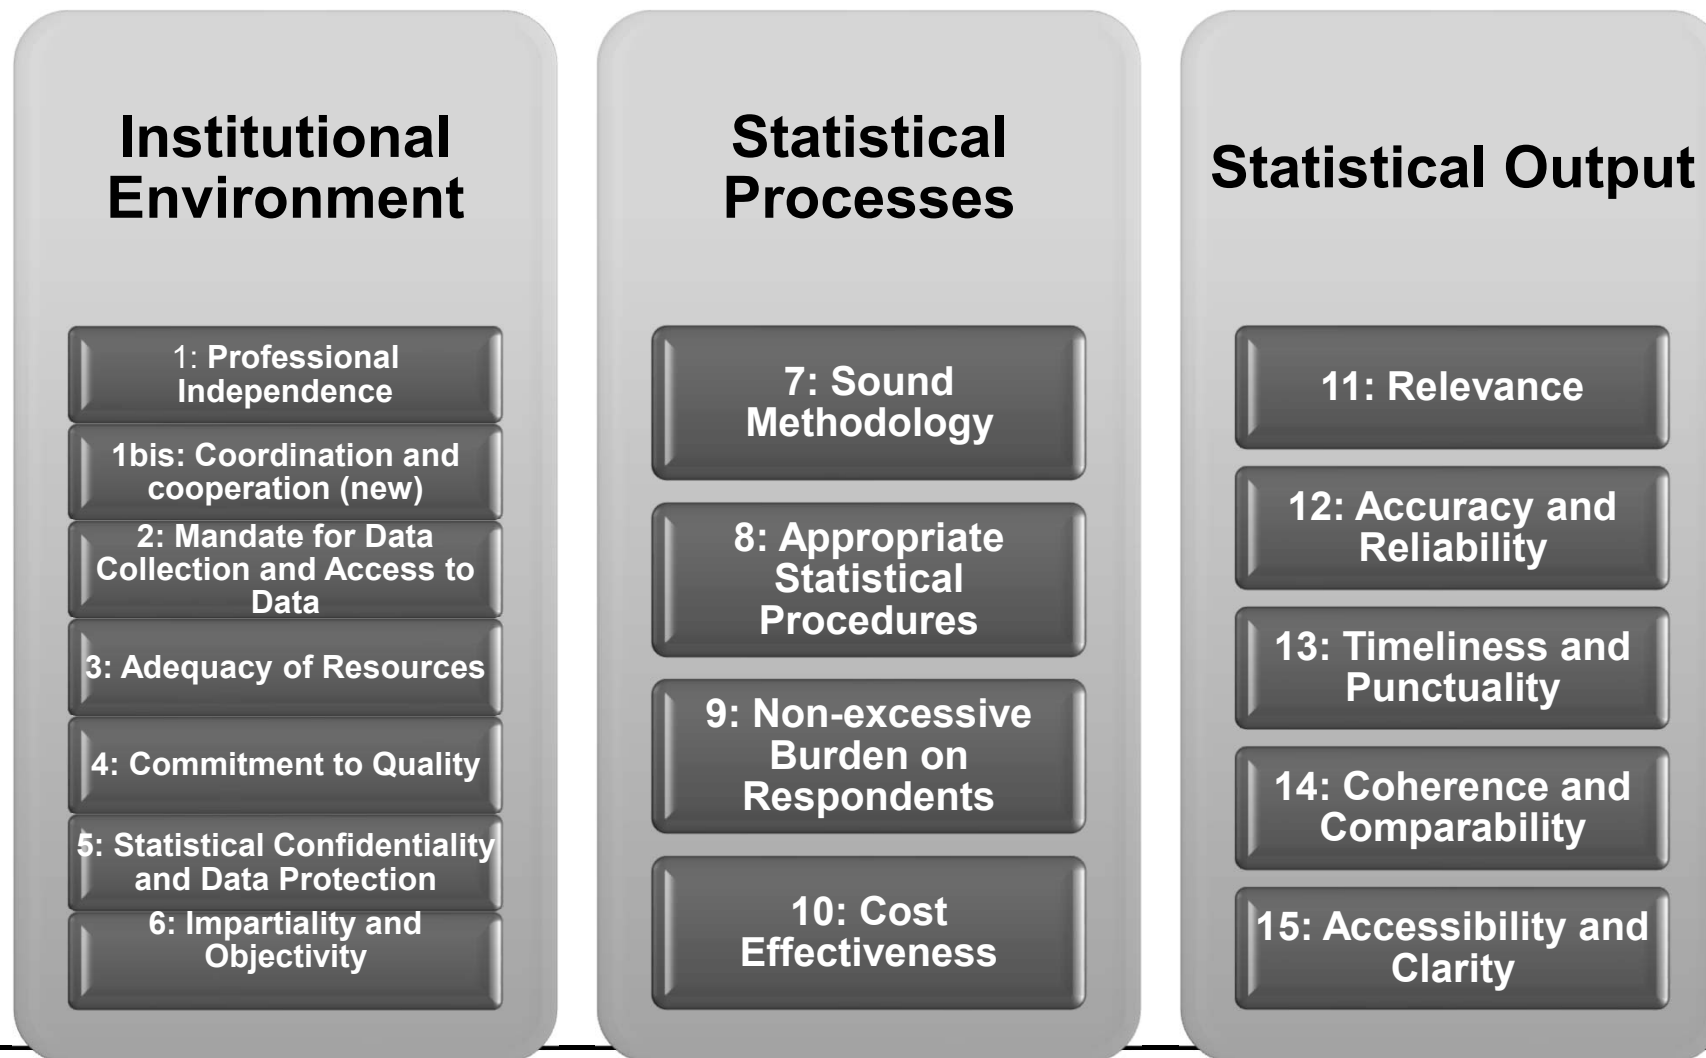 Institutional
Environment
1: Professional
Independence
1bis: Coordination and
cooperation (new)
2: Mandate for Data
Collection and Access to
Data
3: Adequacy of Resources
4: Commitment to Quality
5: Statistical Confidentiality
and Data Protection
6: Impartiality and
Objectivity
Statistical
Processes
7: Sound
Methodology
8: Appropriate
Statistical
Procedures
9: Non-excessive
Burden on
Respondents
10: Cost
Effectiveness
Statistical Output
11: Relevance
12: Accuracy and
Reliability
13: Timeliness and
Punctuality
14: Coherence and
Comparability
15: Accessibility and
Clarity